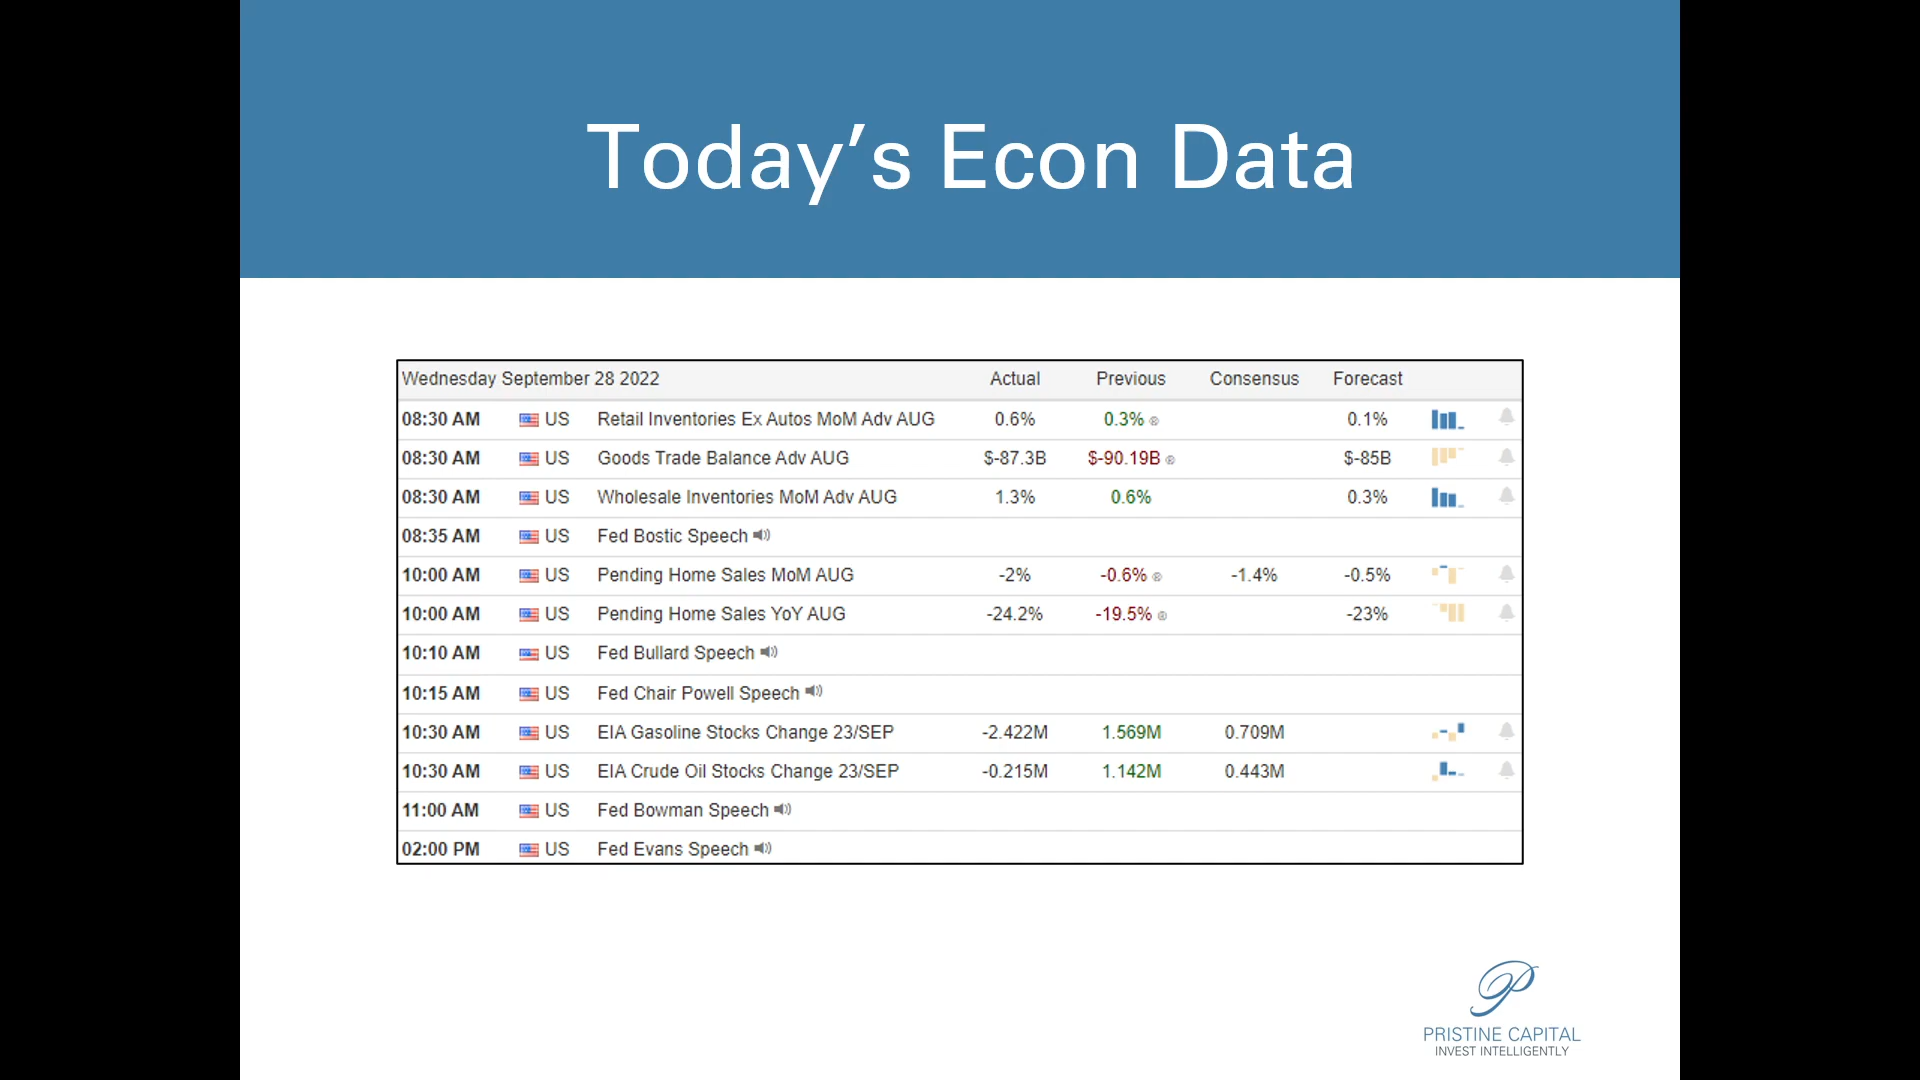 Today’s Econ Data
Wednesday September 28 2022 Actual Previous Consensus Forecast
08:30 AM US Retail Inventories Ex Autos MoM Adv AUG 0.6% 0.3% ® 0.1%
08:30 AM US Goods Trade Balance Adv AUG $-87.3B $-90.19B ® $-85B
08:30 AM US Wholesale Inventories MoM Adv AUG 1.3% 0.6% 0.3%
08:35 AM US Fed Bostic Speech
10:00 AM US Pending Home Sales MoM AUG -2% -0.6% ® -1.4% -0.5%
10:00 AM US Pending Home Sales YoY AUG -24.2% -19.5% ® -23%
10:10 AM US Fed Bullard Speech
10:15 AM US Fed Chair Powell Speech
10:30 AM US EIA Gasoline Stocks Change 23/SEP -2.422M 1.569M 0.709M
10:30 AM US EIA Crude Oil Stocks Change 23/SEP -0.215M 1.142M 0.443M
11:00 AM US Fed Bowman Speech
02:00 PM US Fed Evans Speech
P
PRISTINE CAPITAL
INVEST INTELLIGENTLY